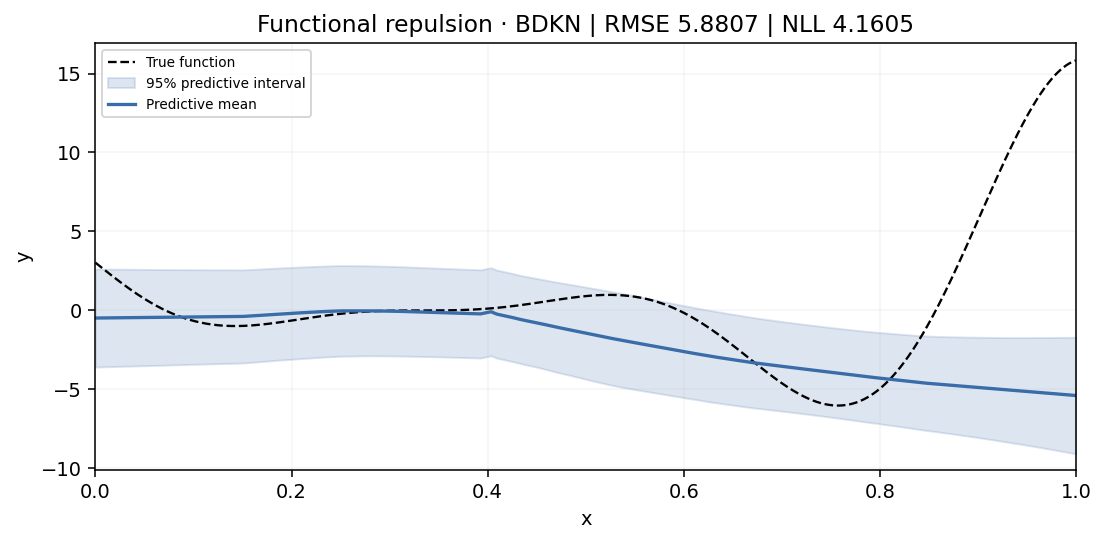 Functional repulsion · BDKN | RMSE 5.8807 | NLL 4.1605
True function
95% predictive interval
Predictive mean
15
10
5
0
−5
−10
y
0.0 0.2 0.4 0.6 0.8 1.0
x